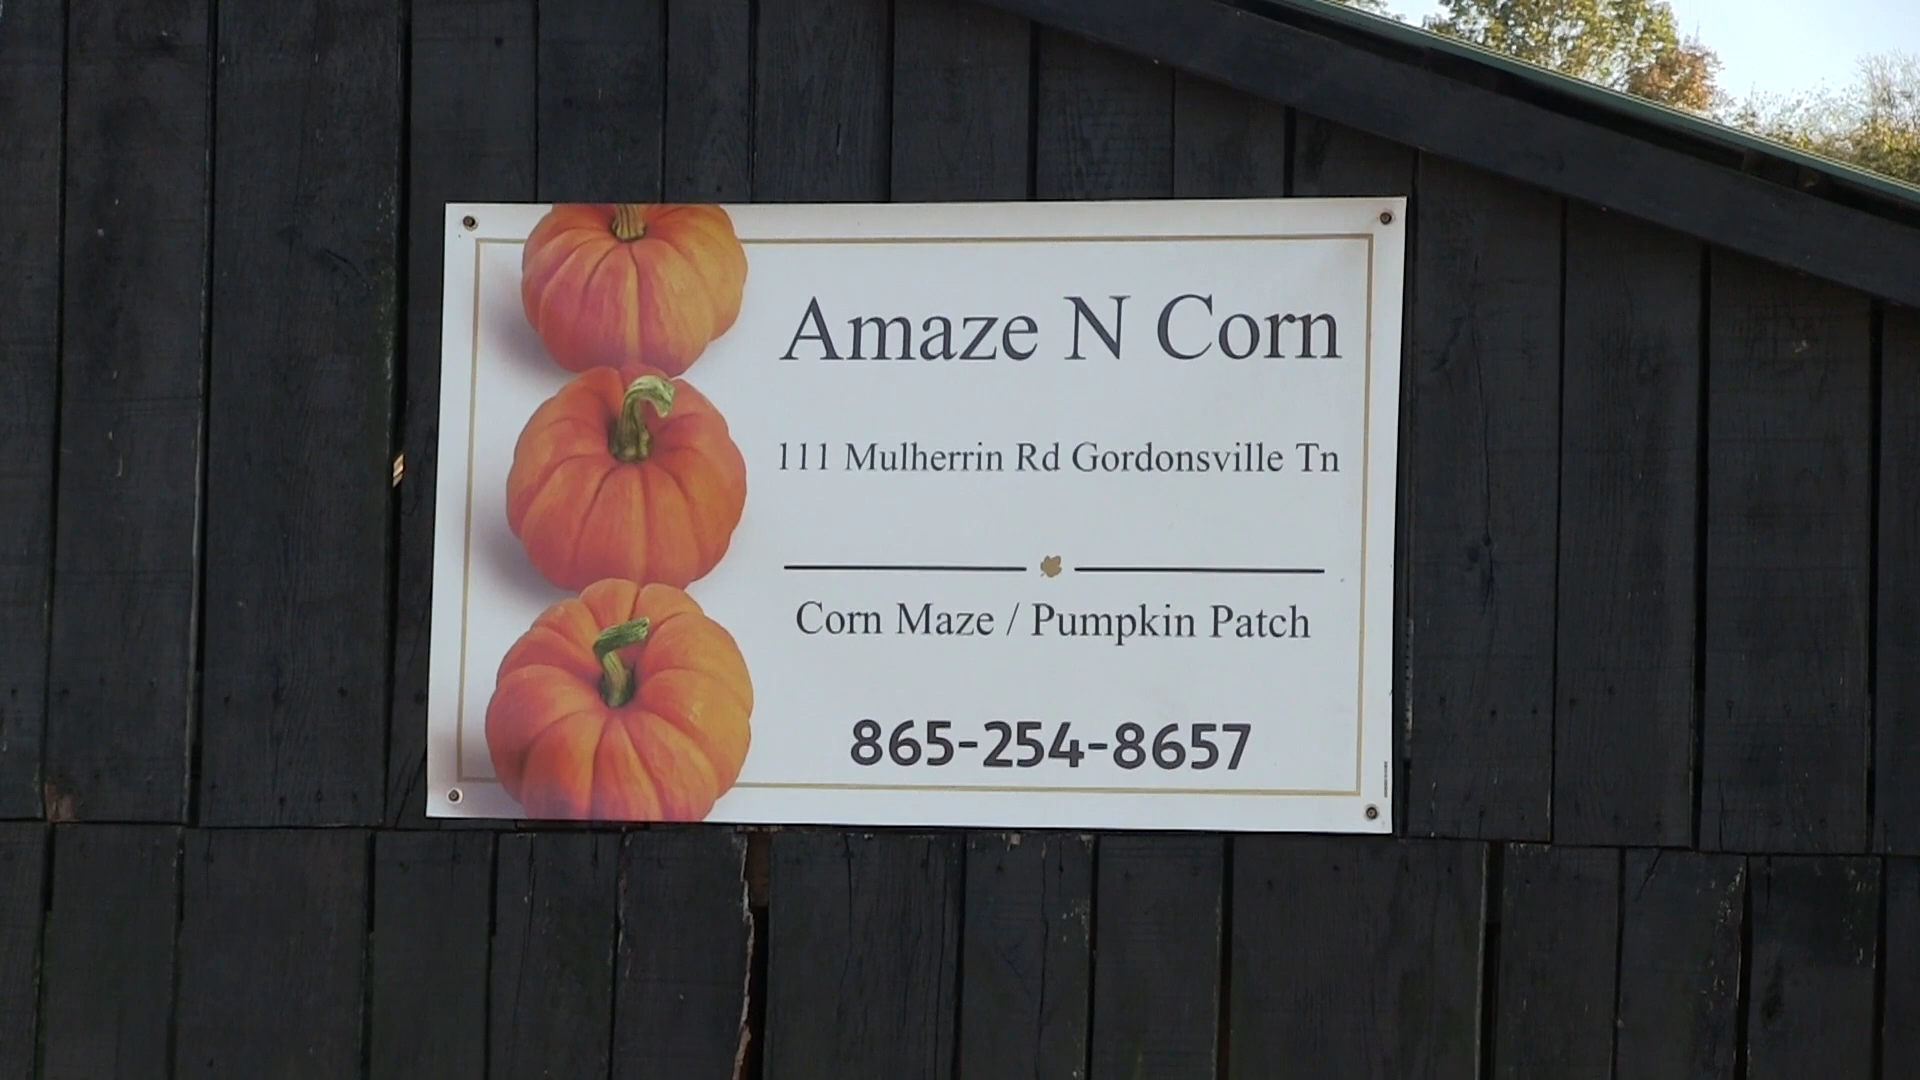 Amaze N Corn
111 Mulherrin Rd Gordonsville Tn
Corn Maze / Pumpkin Patch
865-254-8657